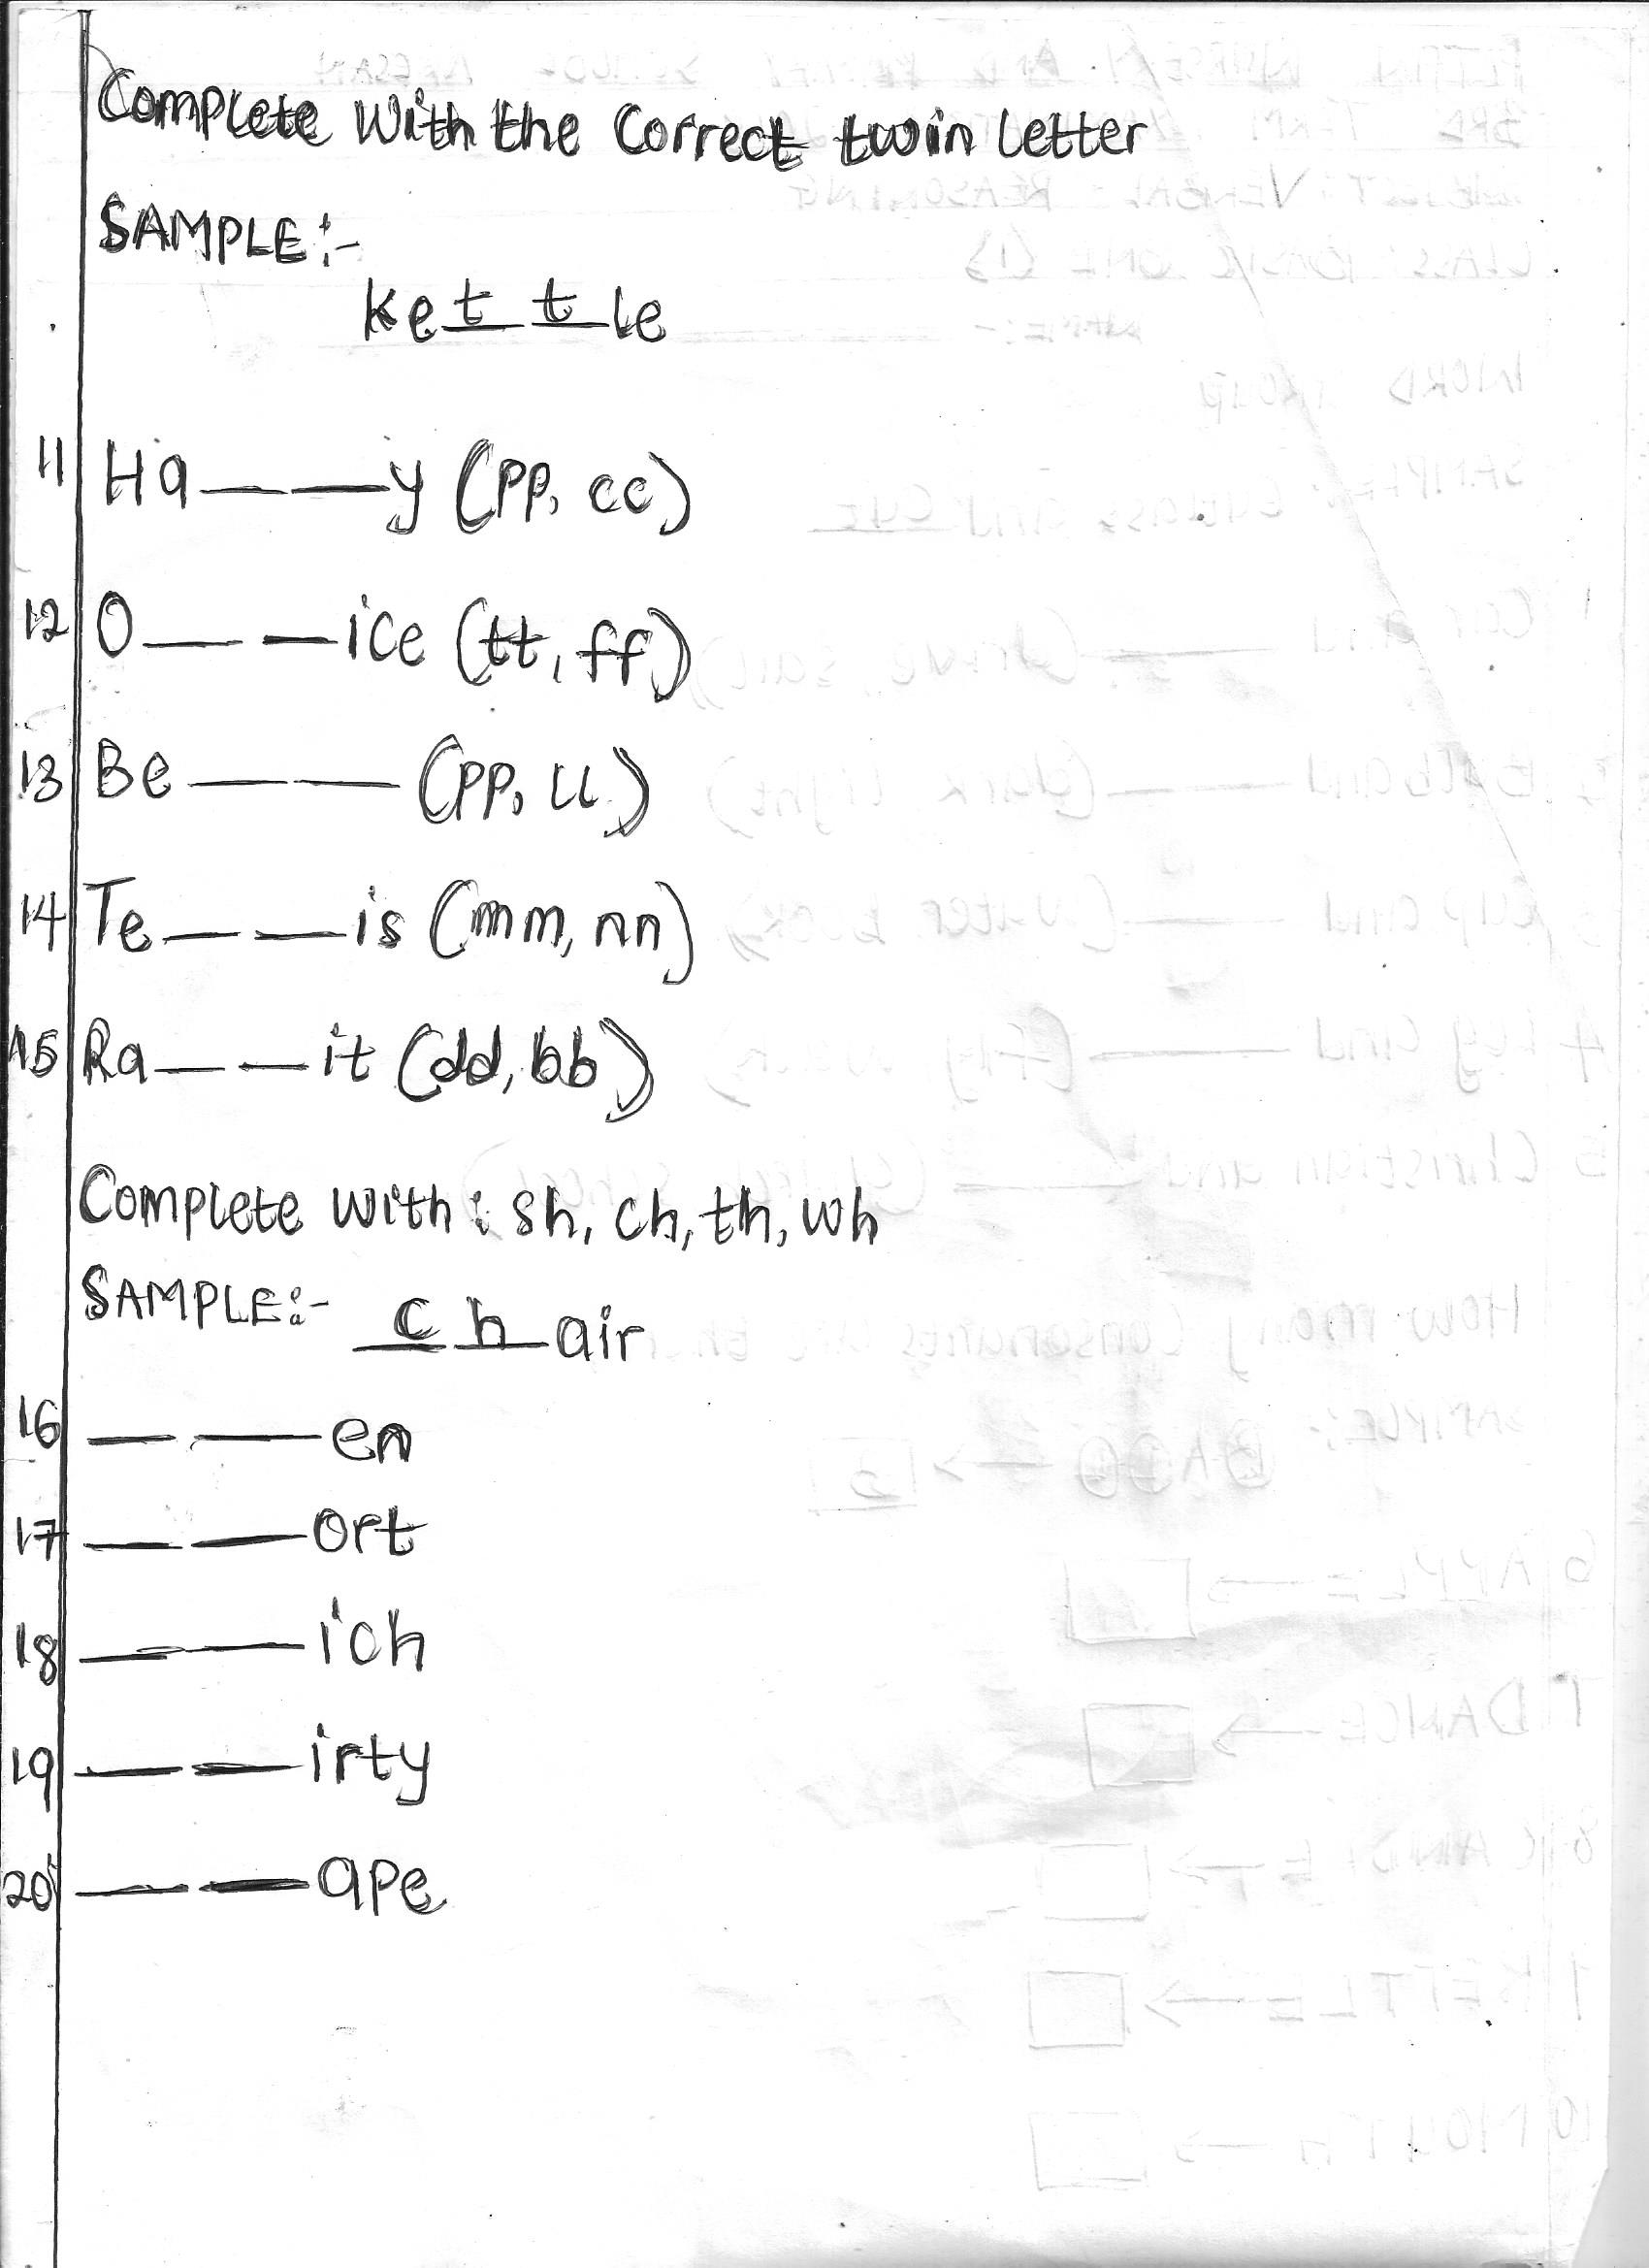 Complete With the Correct twin letter
SAMPLE:-
Ke t t le
11 Ha _ _ y (PP, cc)
12 O _ _ ice (tt, ff)
13 Be _ _ (PP, LL)
14 Te _ _ is (mm, nn)
15 Ra _ _ it (dd, bb)
Complete with: sh, ch, th, wh
SAMPLE:- c h air
16 _ _ en
17 _ _ ort
18 _ _ ich
19 _ _ irty
20 _ _ ape